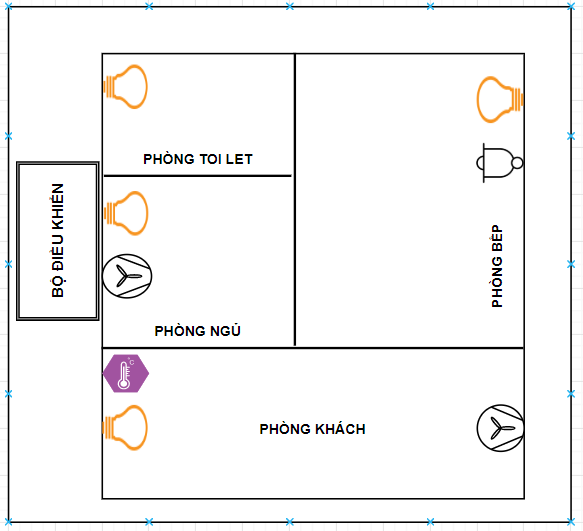 PHÒNG TOI LET
BỘ ĐIỀU KHIỂN
PHÒNG BẾP
PHÒNG NGỦ
°C
PHÒNG KHÁCH